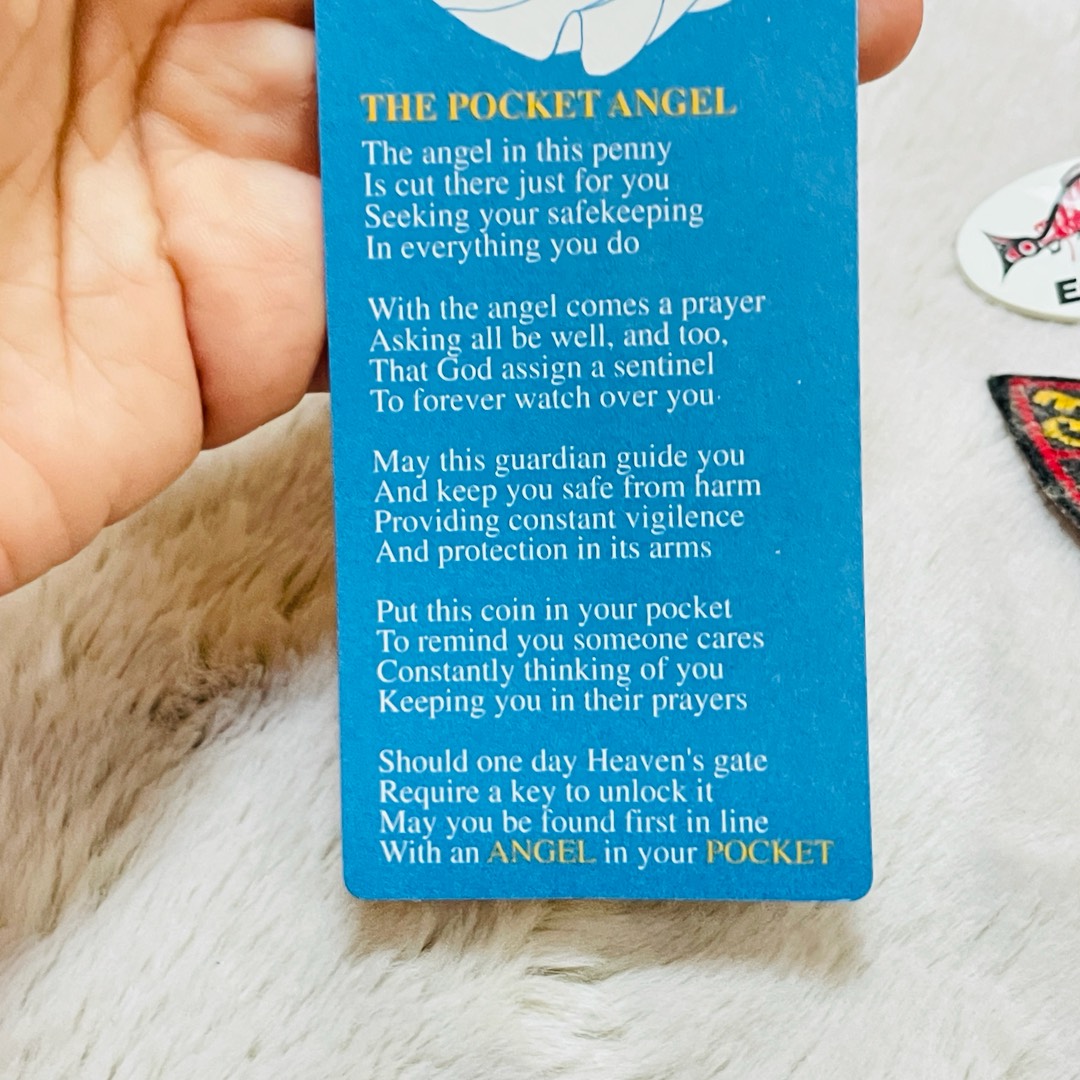 THE POCKET ANGEL
The angel in this penny
Is cut there just for you
Seeking your safekeeping
In everything you do
With the angel comes a prayer
Asking all be well, and too,
That God assign a sentinel
To forever watch over you
May this guardian guide you
And keep you safe from harm
Providing constant vigilence
And protection in its arms
Put this coin in your pocket
To remind you someone cares
Constantly thinking of you
Keeping you in their prayers
Should one day Heaven's gate
Require a key to unlock it
May you be found first in line
With an ANGEL in your POCKET